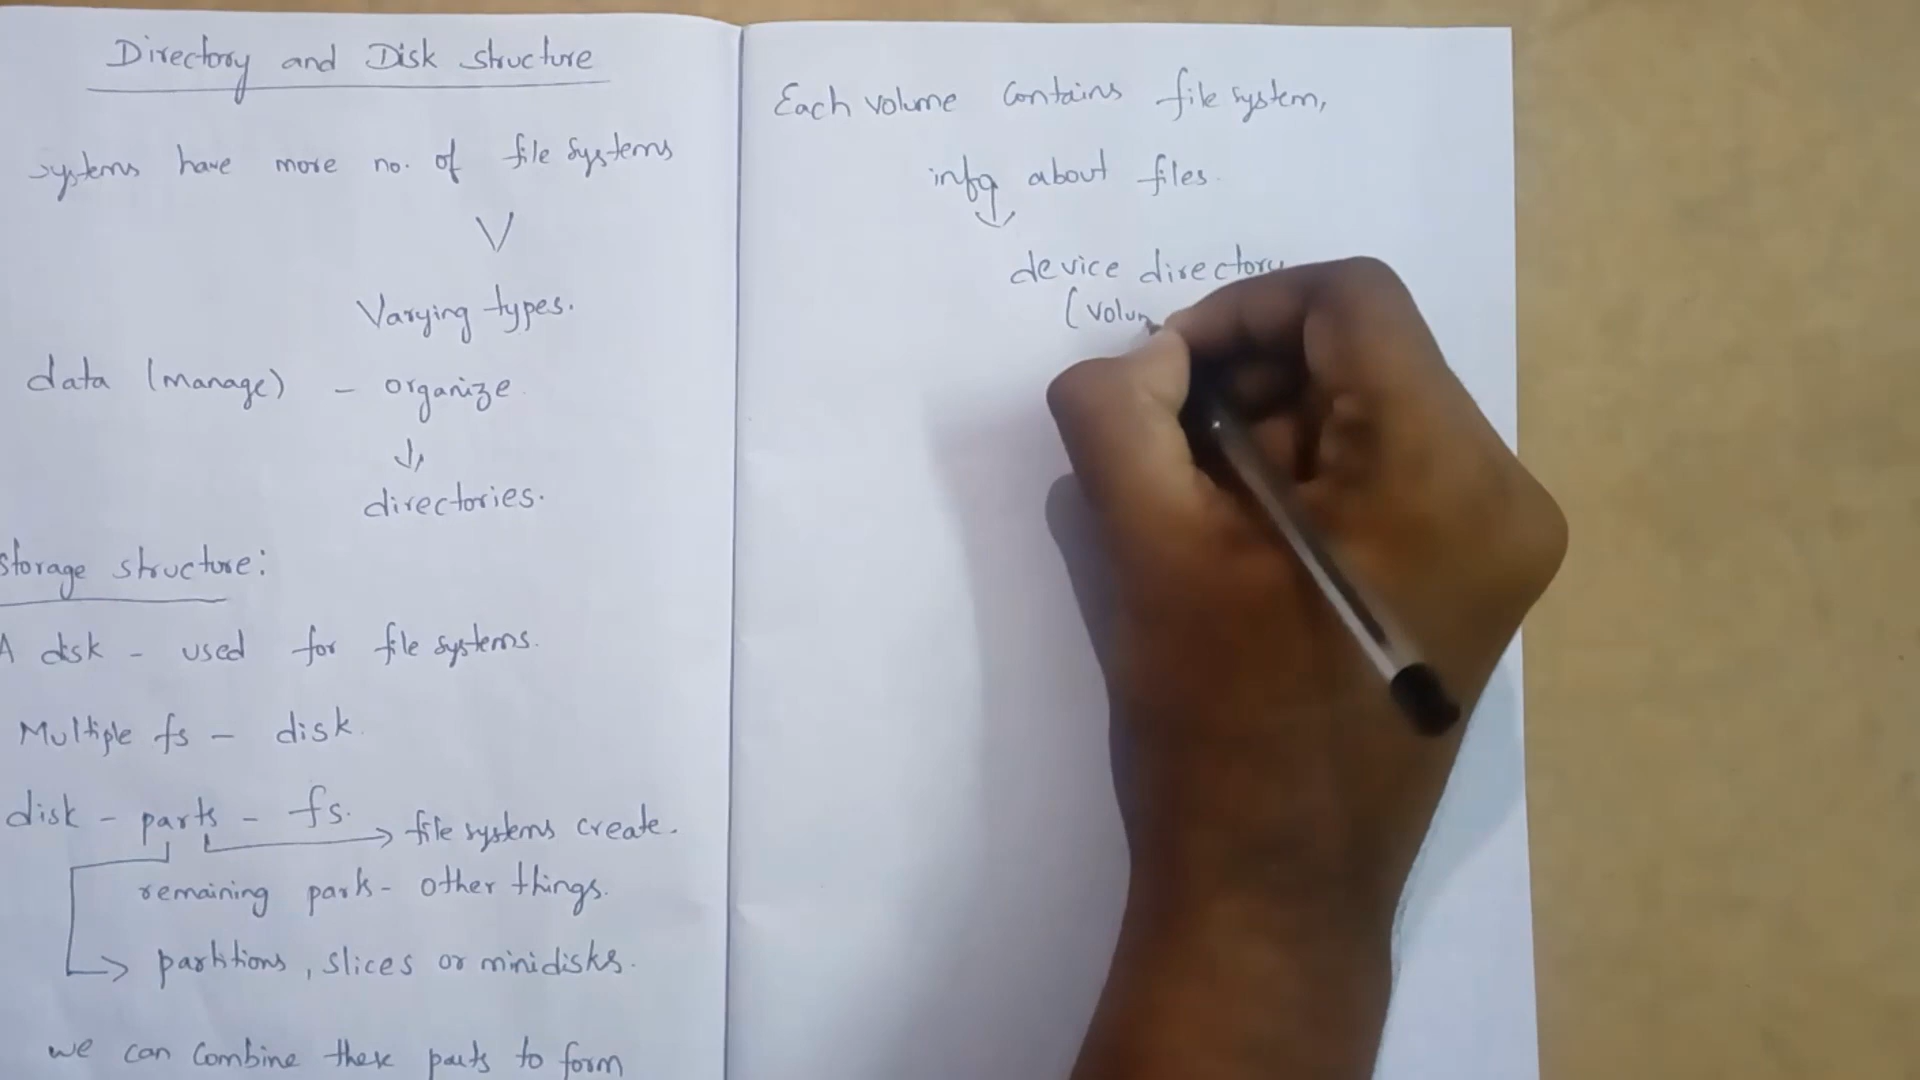 Directory and Disk structure
systems have more no. of file systems
Varying types.
data (manage) - organize
directories.
storage structure:
A disk - used for file systems.
Multiple fs - disk.
disk - parts - fs.
file systems create.
remaining parts - other things.
partitions, slices or minidisks.
we can combine these parts to form
Each volume contains file system,
info about files.
device directory
(volum